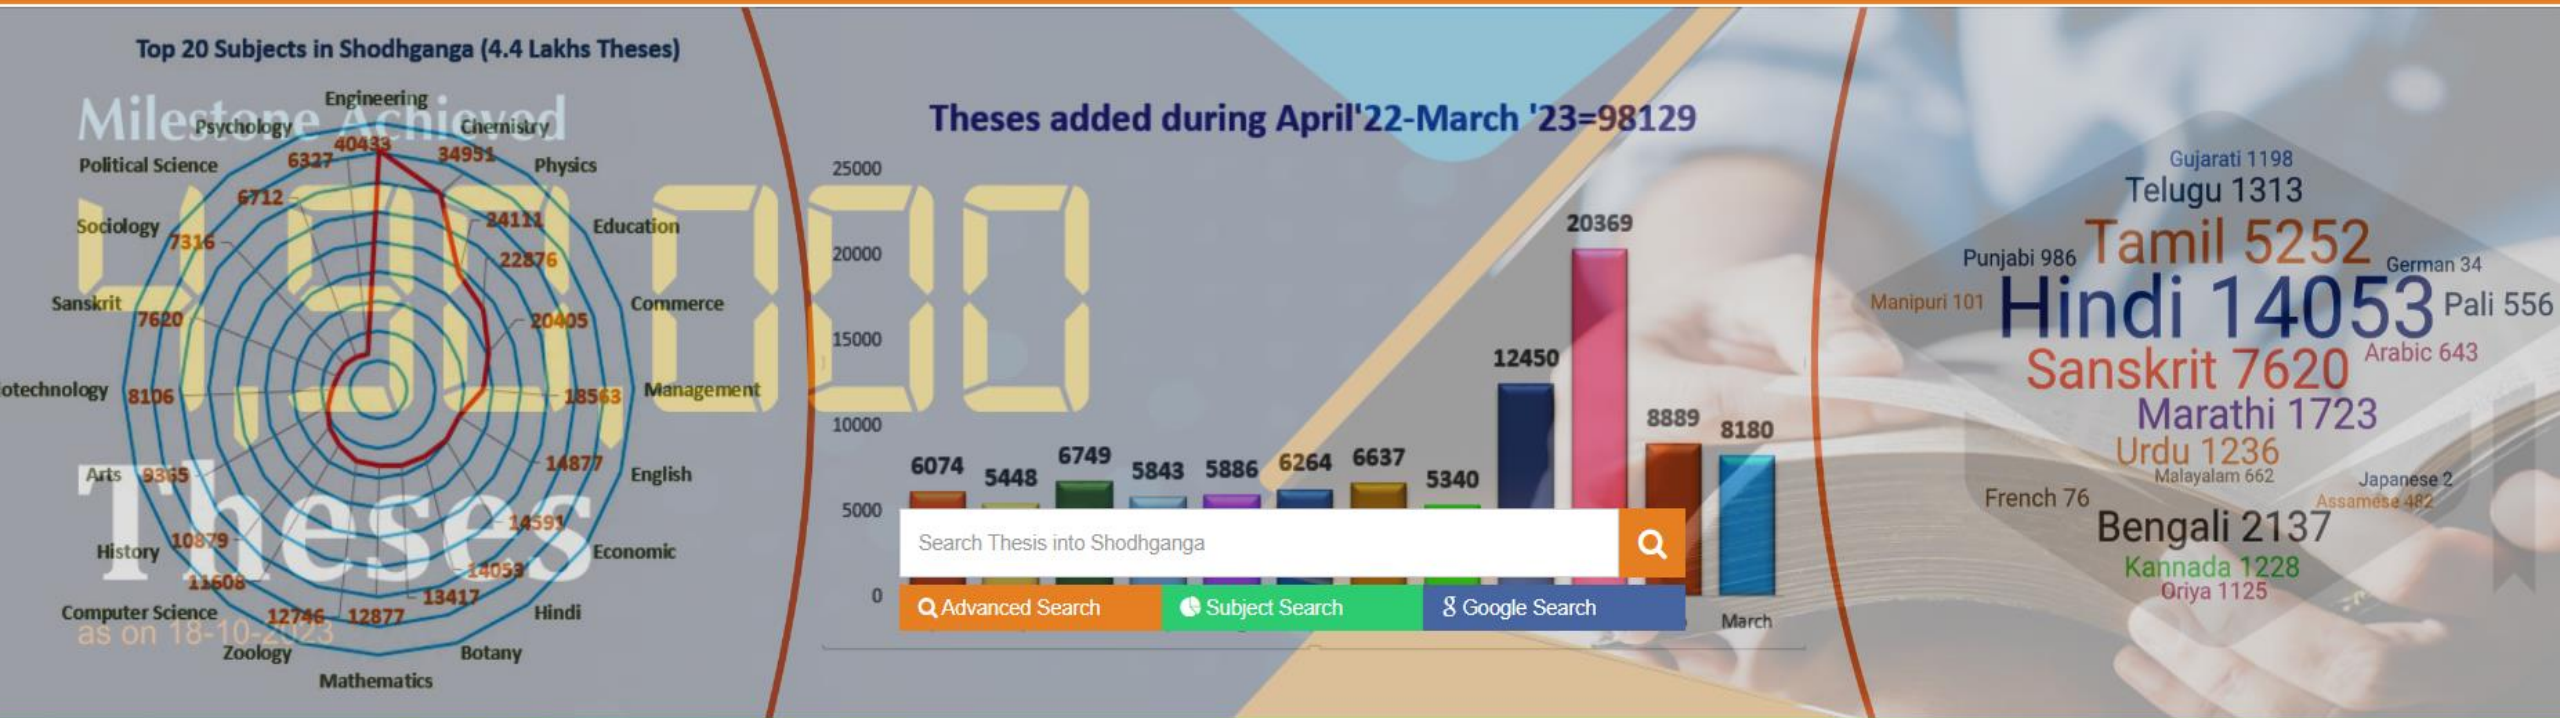 Top 20 Subjects in Shodhganga (4.4 Lakhs Theses)
Milestone Achieved
4,90,000
Theses
as on 18-10-2023
Engineering
40433
Chemistry
34951
Physics
24111
Education
22876
Commerce
20405
Management
18563
English
14877
Economic
14591
Hindi
14053
Botany
13417
Mathematics
12877
Zoology
12746
Computer Science
11608
History
10879
Arts
9365
otechnology
8106
Sanskrit
7620
Sociology
7316
Political Science
6712
Psychology
6327
Theses added during April'22-March '23=98129
25000
20000
15000
10000
5000
0
6074
5448
6749
5843
5886
6264
6637
5340
12450
20369
8889
8180
March
Search Thesis into Shodhganga
Advanced Search
Subject Search
Google Search
Gujarati 1198
Telugu 1313
Punjabi 986 Tamil 5252 German 34
Manipuri 101 Hindi 14053 Pali 556
Sanskrit 7620 Arabic 643
Marathi 1723
Urdu 1236
Malayalam 662 Japanese 2
French 76 Assamese 482
Bengali 2137
Kannada 1228
Oriya 1125